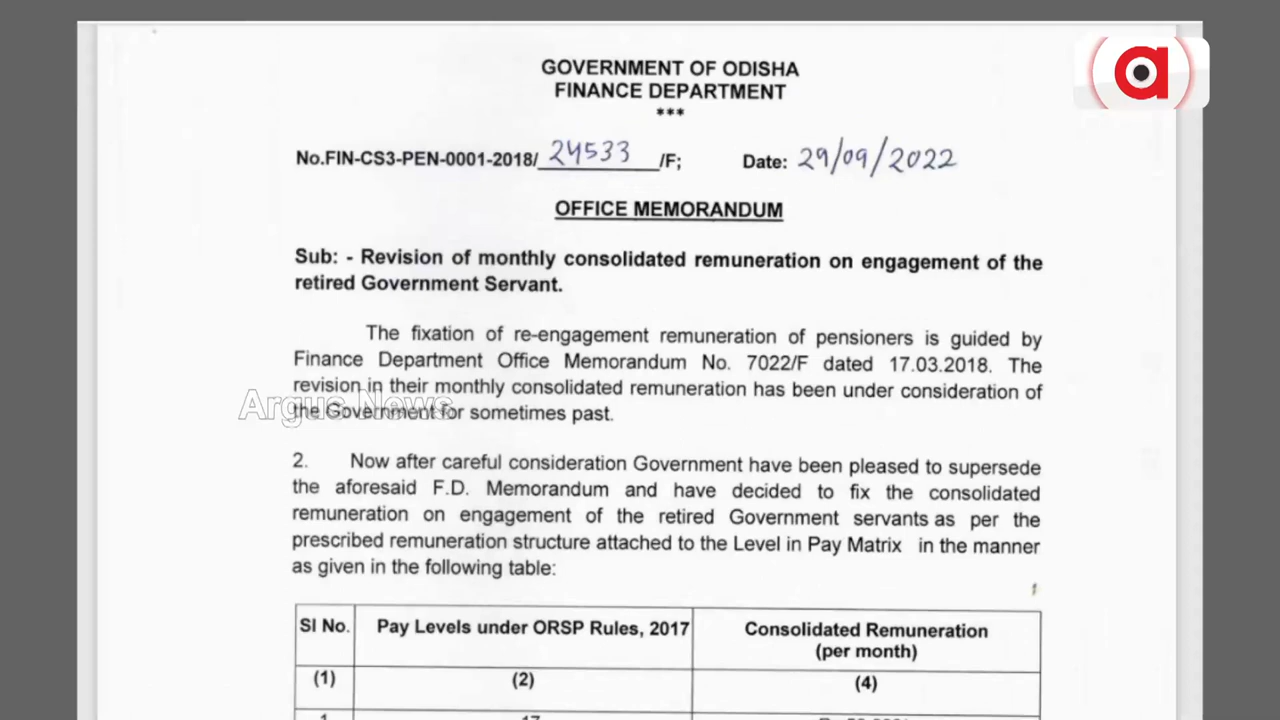 a
GOVERNMENT OF ODISHA
FINANCE DEPARTMENT
***
No.FIN-CS3-PEN-0001-2018/ 24533 /F; Date: 29/09/2022
OFFICE MEMORANDUM
Sub: - Revision of monthly consolidated remuneration on engagement of the
retired Government Servant.
The fixation of re-engagement remuneration of pensioners is guided by
Finance Department Office Memorandum No. 7022/F dated 17.03.2018. The
revision in their monthly consolidated remuneration has been under consideration of
the Government for sometimes past.
Argus News
2. Now after careful consideration Government have been pleased to supersede
the aforesaid F.D. Memorandum and have decided to fix the consolidated
remuneration on engagement of the retired Government servants as per the
prescribed remuneration structure attached to the Level in Pay Matrix in the manner
as given in the following table:
Sl No. Pay Levels under ORSP Rules, 2017 Consolidated Remuneration
(per month)
(1) (2) (4)
1 17